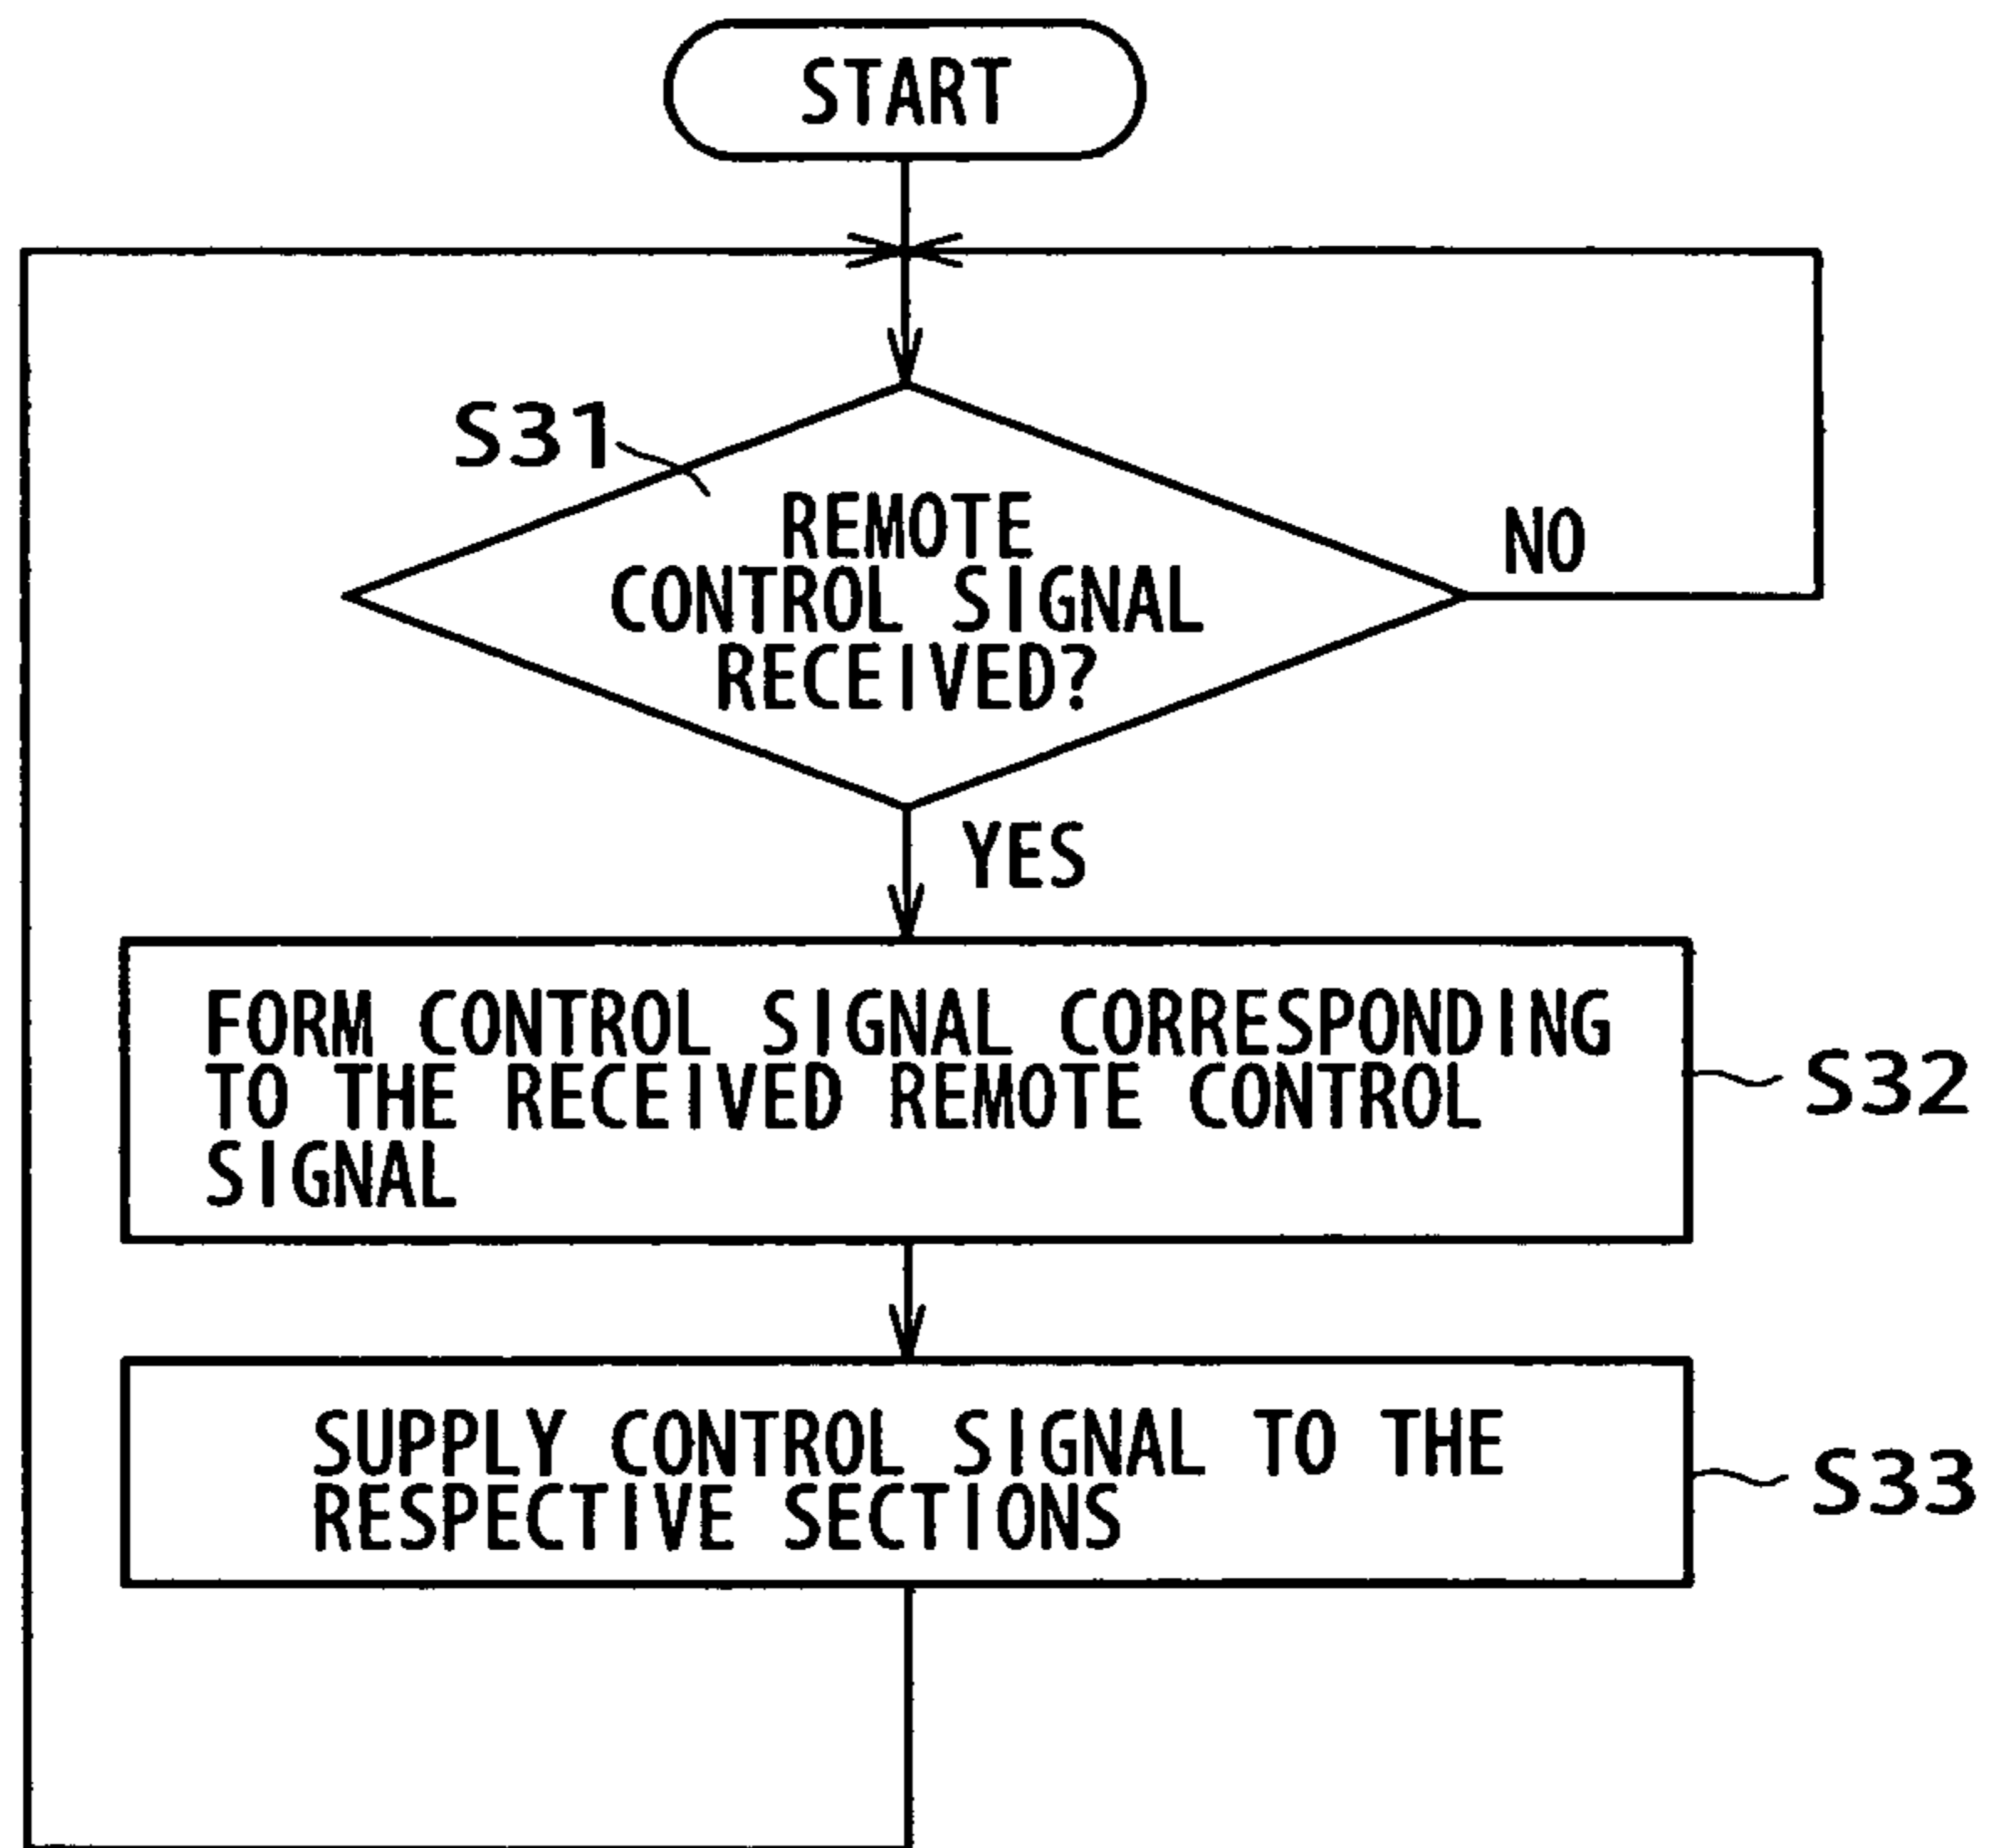 START
S31
REMOTE
CONTROL SIGNAL
RECEIVED?
NO
YES
FORM CONTROL SIGNAL CORRESPONDING
TO THE RECEIVED REMOTE CONTROL
SIGNAL
S32
SUPPLY CONTROL SIGNAL TO THE
RESPECTIVE SECTIONS
S33